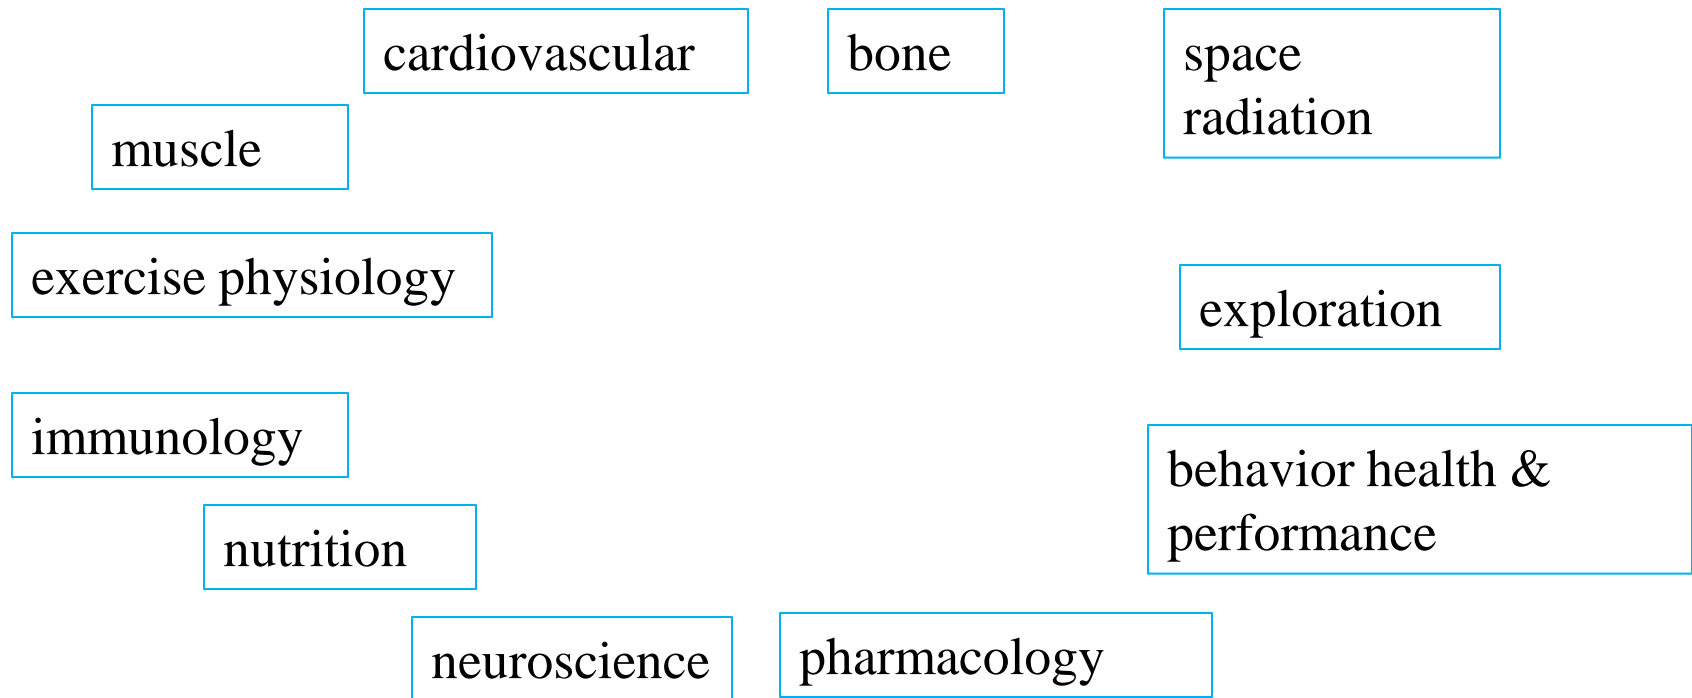 cardiovascular
bone
space
radiation
muscle
exercise physiology
exploration
immunology
behavior health &
performance
nutrition
neuroscience
pharmacology